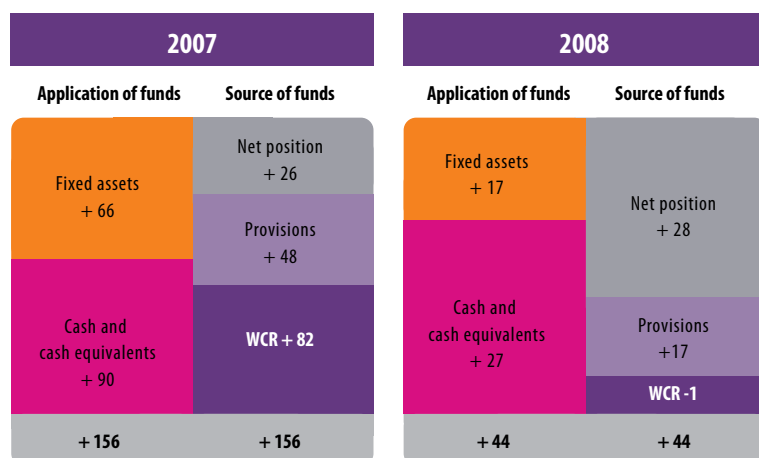 2007
Application of funds
Source of funds
Fixed assets
+ 66
Cash and
cash equivalents
+ 90
Net position
+ 26
Provisions
+ 48
WCR + 82
+ 156
+ 156
2008
Application of funds
Source of funds
Fixed assets
+ 17
Cash and
cash equivalents
+ 27
Net position
+ 28
Provisions
+17
WCR -1
+ 44
+ 44